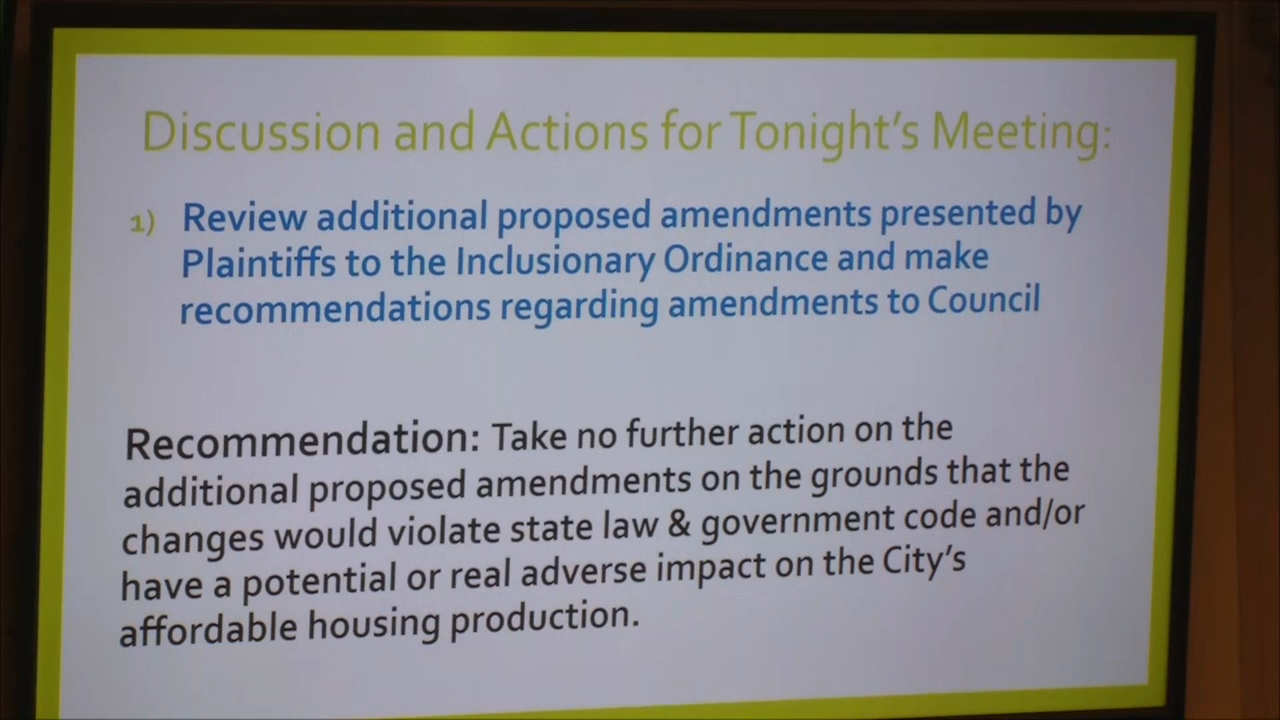 Discussion and Actions for Tonight's Meeting:
1) Review additional proposed amendments presented by
Plaintiffs to the Inclusionary Ordinance and make
recommendations regarding amendments to Council
Recommendation: Take no further action on the
additional proposed amendments on the grounds that the
changes would violate state law & government code and/or
have a potential or real adverse impact on the City's
affordable housing production.